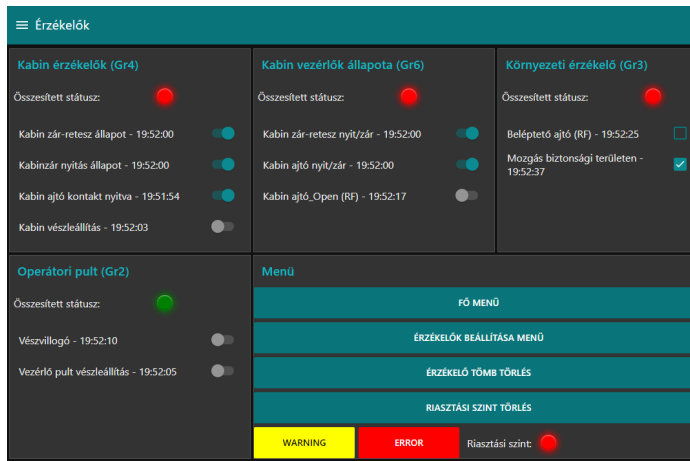 Érzékelők
Kabin érzékelők (Gr4)
Összesített státusz:
Kabin zár-retesz állapot - 19:52:00
Kabinzár nyitás állapot - 19:52:00
Kabin ajtó kontakt nyitva - 19:51:54
Kabin vészleállítás - 19:52:03
Kabin vezérlők állapota (Gr6)
Összesített státusz:
Kabin zár-retesz nyit/zár - 19:52:00
Kabin ajtó nyit/zár - 19:52:00
Kabin ajtó_Open (RF) - 19:52:17
Környezeti érzékelő (Gr3)
Összesített státusz:
Beléptető ajtó (RF) - 19:52:25
Mozgás biztonsági területen -
19:52:37
Operátori pult (Gr2)
Összesített státusz:
Vészvillogó - 19:52:10
Vezérlő pult vészleállítás - 19:52:05
Menü
FŐ MENÜ
ÉRZÉKELŐK BEÁLLÍTÁSA MENÜ
ÉRZÉKELŐ TÖMB TÖRLÉS
RIASZTÁSI SZINT TÖRLÉS
WARNING
ERROR
Riasztási szint: